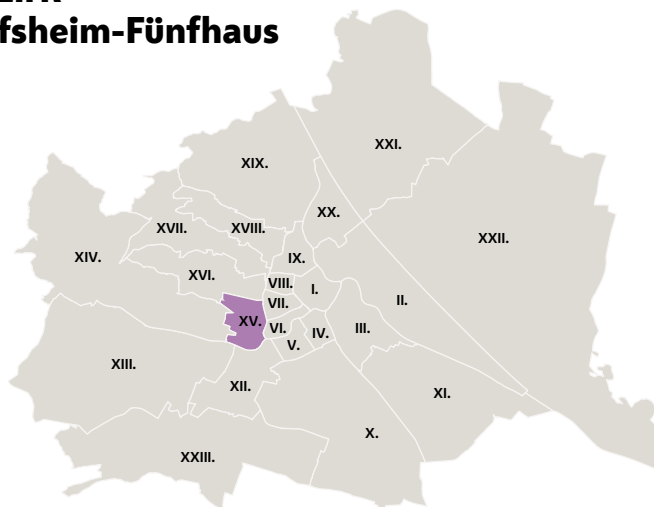 fsheim-Fünfhaus
XXI.
XIX.
XX.
XVII.
XVIII.
XXII.
XIV.
IX.
XVI.
VIII.
I.
VII.
II.
XV.
VI.
IV.
III.
V.
XIII.
XII.
XI.
X.
XXIII.